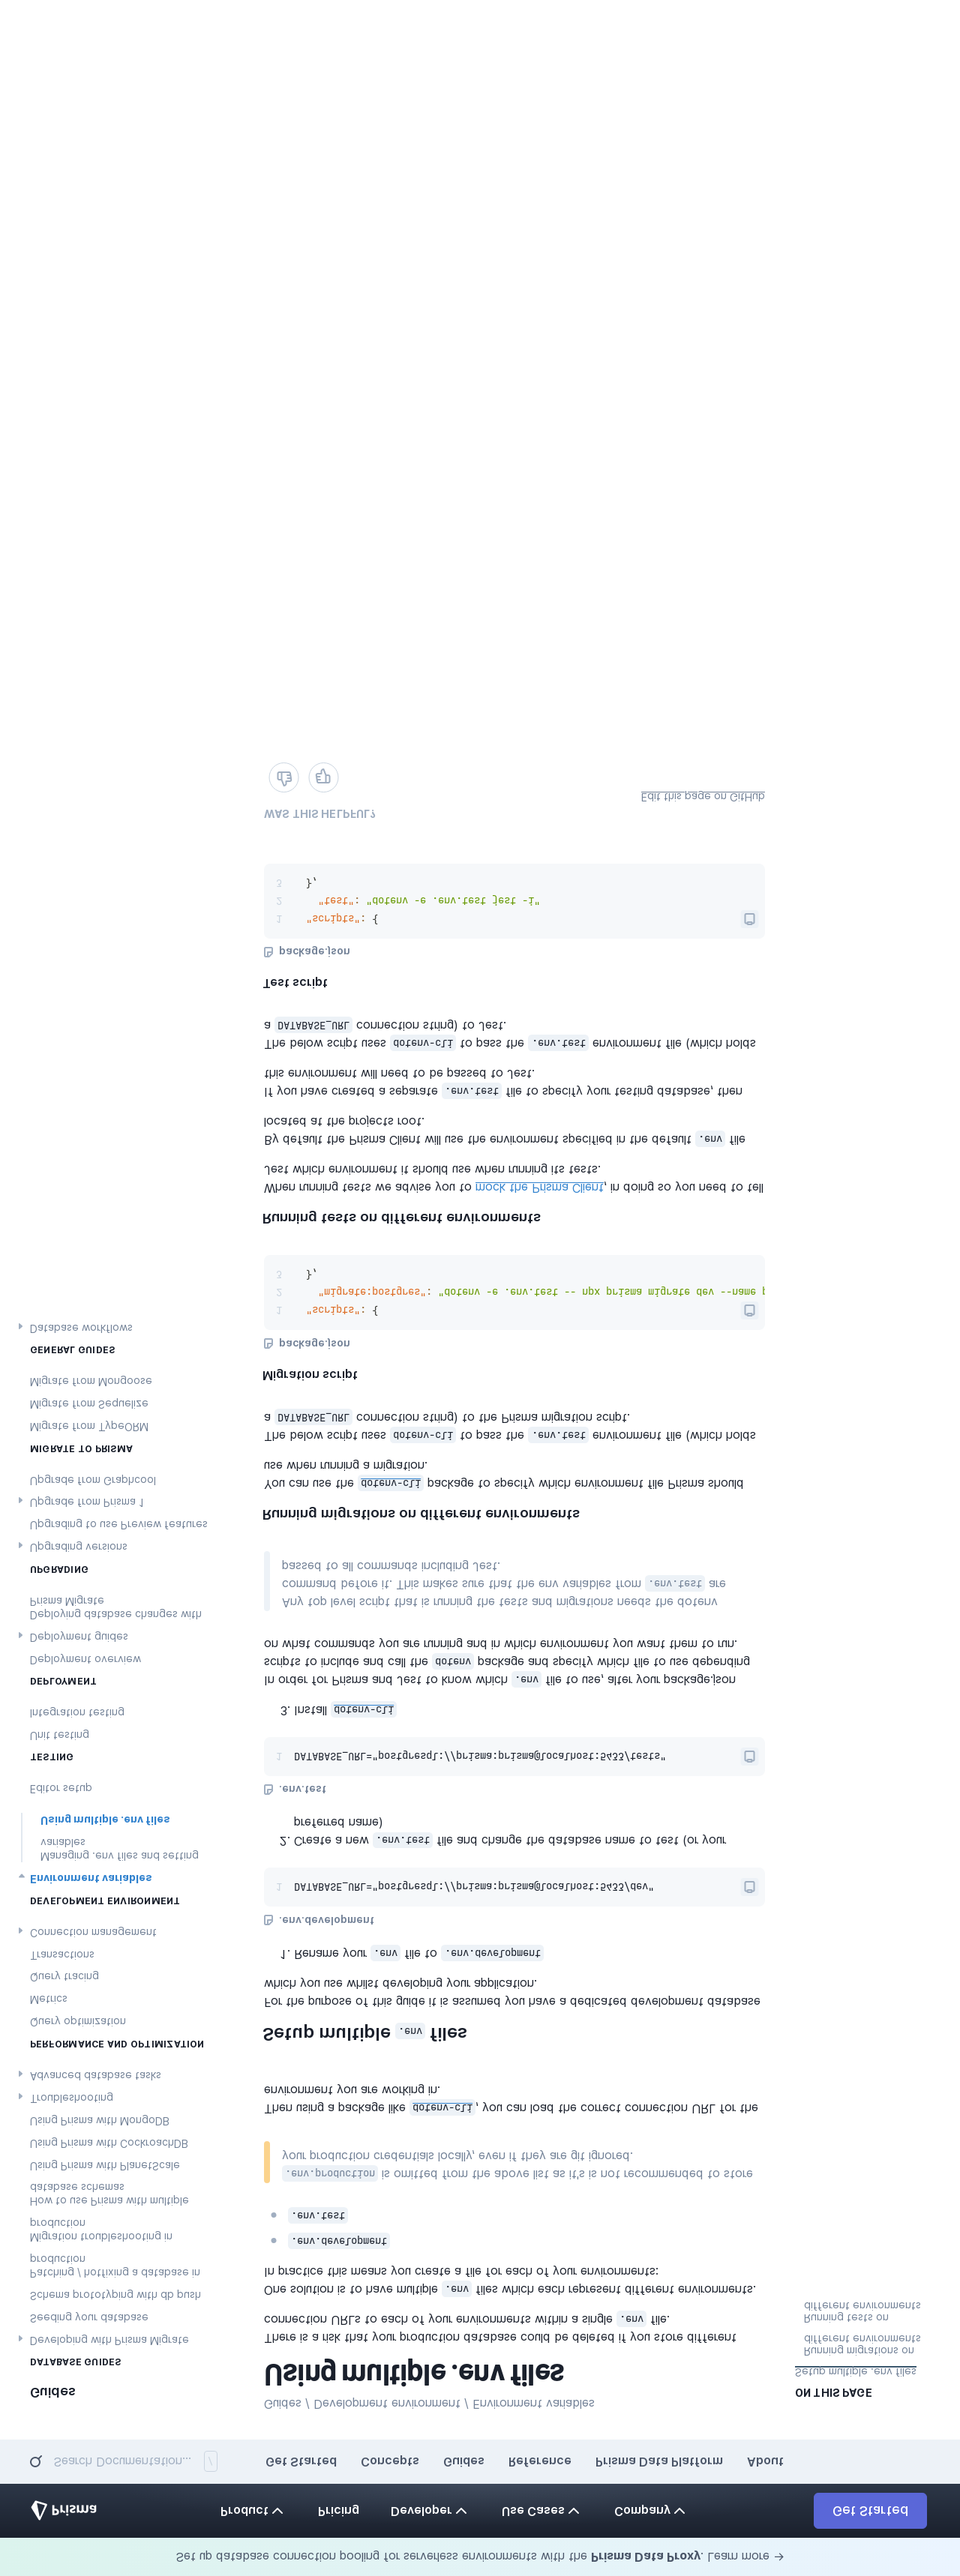 Set up database connection pooling for serverless environments with the Prisma Data Proxy. Learn more →
Prisma
Product
Pricing
Developer
Use Cases
Company
Get Started
Search Documentation... /
Get Started
Concepts
Guides
Reference
Prisma Data Platform
About
Guides
DATABASE GUIDES
Developing with Prisma Migrate
Seeding your database
Schema prototyping with db push
Patching / hotfixing a database in
production
Migration troubleshooting in
production
How to use Prisma with multiple
database schemas
Using Prisma with PlanetScale
Using Prisma with CockroachDB
Using Prisma with MongoDB
Troubleshooting
Advanced database tasks
PERFORMANCE AND OPTIMIZATION
Query optimization
Metrics
Query tracing
Transactions
Connection management
DEVELOPMENT ENVIRONMENT
Environment variables
Managing .env files and setting
variables
Using multiple .env files
Editor setup
TESTING
Unit testing
Integration testing
DEPLOYMENT
Deployment overview
Deployment guides
Deploying database changes with
Prisma Migrate
UPGRADING
Upgrading versions
Upgrading to use Preview features
Upgrade from Prisma 1
Upgrade from Graphcool
MIGRATE TO PRISMA
Migrate from TypeORM
Migrate from Sequelize
Migrate from Mongoose
GENERAL GUIDES
Database workflows
Guides / Development environment / Environment variables
Using multiple .env files
There is a risk that your production database could be deleted if you store different
connection URLs to each of your environments within a single .env file.
One solution is to have multiple .env files which each represent different environments.
In practice this means you create a file for each of your environments:
.env.development
.env.test
.env.production is omitted from the above list as it's is not recommended to store
your production credentials locally, even if they are git ignored.
Then using a package like dotenv-cli, you can load the correct connection URL for the
environment you are working in.
Setup multiple .env files
For the purpose of this guide it is assumed you have a dedicated development database
which you use whilst developing your application.
1. Rename your .env file to .env.development
.env.development
1 DATABASE_URL="postgresql://prisma:prisma@localhost:5433/dev"
2. Create a new .env.test file and change the database name to test (or your
preferred name)
.env.test
1 DATABASE_URL="postgresql://prisma:prisma@localhost:5433/tests"
3. Install dotenv-cli
In order for Prisma and Jest to know which .env file to use, alter your package.json
scripts to include and call the dotenv package and specify which file to use depending
on what commands you are running and in which environment you want them to run.
Any top level script that is running the tests and migrations needs the dotenv
command before it. This makes sure that the env variables from .env.test are
passed to all commands including Jest.
Running migrations on different environments
You can use the dotenv-cli package to specify which environment file Prisma should
use when running a migration.
The below script uses dotenv-cli to pass the .env.test environment file (which holds
a DATABASE_URL connection string) to the Prisma migration script.
Migration script
package.json
1 "scripts": {
2 "migrate:postgres": "dotenv -e .env.test -- npx prisma migrate dev --name p
3 },
Running tests on different environments
When running tests we advise you to mock the Prisma Client, in doing so you need to tell
Jest which environment it should use when running its tests.
By default the Prisma Client will use the environment specified in the default .env file
located at the projects root.
If you have created a separate .env.test file to specify your testing database, then
this environment will need to be passed to Jest.
The below script uses dotenv-cli to pass the .env.test environment file (which holds
a DATABASE_URL connection string) to Jest.
Test script
package.json
1 "scripts": {
2 "test": "dotenv -e .env.test jest -i"
3 },
WAS THIS HELPFUL?
Edit this page on GitHub
ON THIS PAGE
Setup multiple .env files
Running migrations on
different environments
Running tests on
different environments